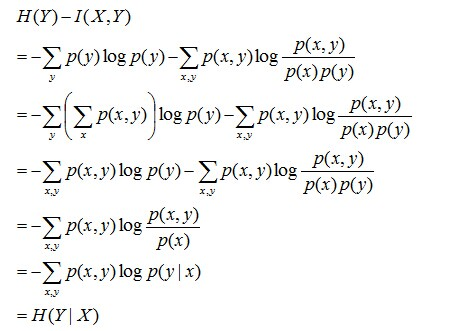 H(Y) − I(X,Y)
= −∑_y p(y) log p(y) − ∑_{x,y} p(x,y) log p(x,y)/p(x)p(y)
= −∑_y (∑_x p(x,y)) log p(y) − ∑_{x,y} p(x,y) log p(x,y)/p(x)p(y)
= −∑_{x,y} p(x,y) log p(y) − ∑_{x,y} p(x,y) log p(x,y)/p(x)p(y)
= −∑_{x,y} p(x,y) log p(x,y)/p(x)
= −∑_{x,y} p(x,y) log p(y|x)
= H(Y|X)